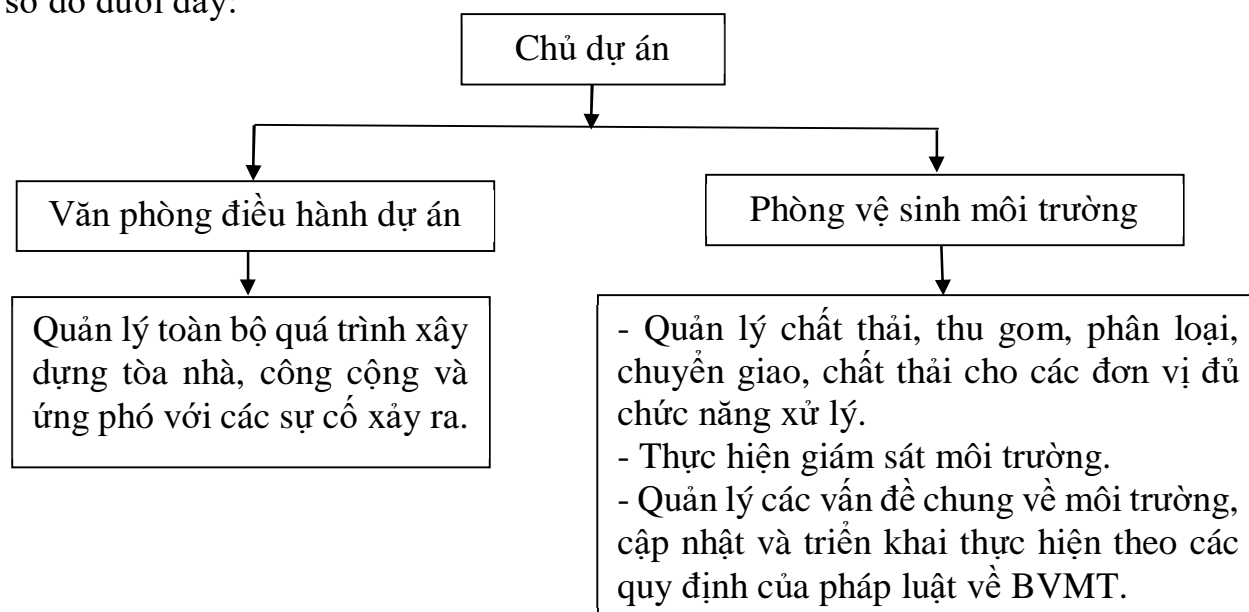 sơ đồ dưới đây:
Chủ dự án
Văn phòng điều hành dự án
Phòng vệ sinh môi trường
Quản lý toàn bộ quá trình xây
dựng tòa nhà, công cộng và
ứng phó với các sự cố xảy ra.
- Quản lý chất thải, thu gom, phân loại,
chuyển giao, chất thải cho các đơn vị đủ
chức năng xử lý.
- Thực hiện giám sát môi trường.
- Quản lý các vấn đề chung về môi trường,
cập nhật và triển khai thực hiện theo các
quy định của pháp luật về BVMT.